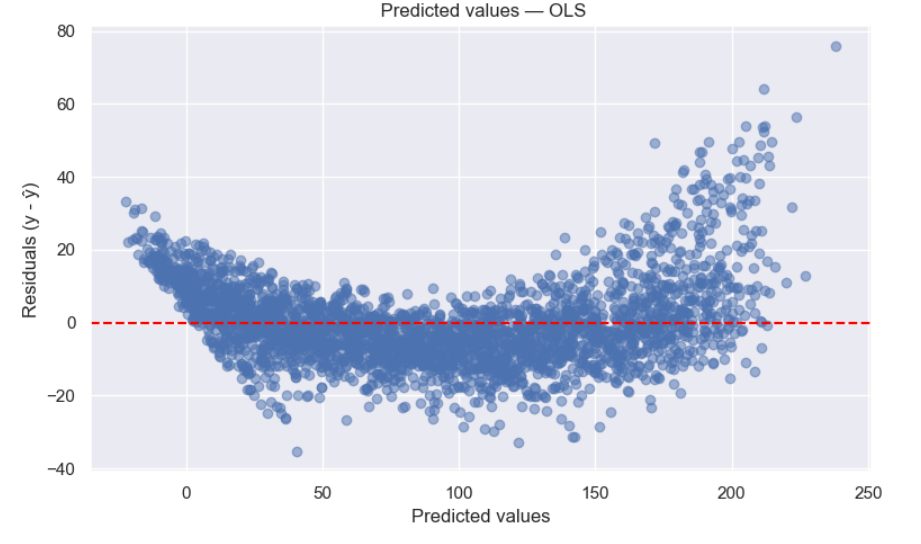 Predicted values — OLS
80
60
40
20
0
−20
−40
Residuals (y - ŷ)
0 50 100 150 200 250
Predicted values